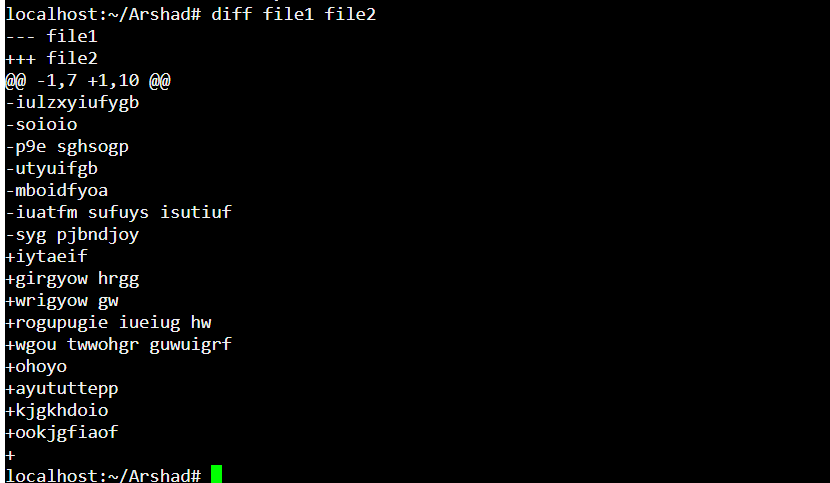 localhost:~/Arshad# diff file1 file2
--- file1
+++ file2
@@ -1,7 +1,10 @@
-iulzxyiufygb
-soioio
-p9e sghsogp
-utyuifgb
-mboidfyoa
-iuatfm sufuys isutiuf
-syg pjbndjoy
+iytaeif
+girgyow hrgg
+wrigyow gw
+rogupugie iueiug hw
+wgou twwohgr guwuigrf
+ohoyo
+ayututtepp
+kjgkhdoio
+ookjgfiaof
+
localhost:~/Arshad#